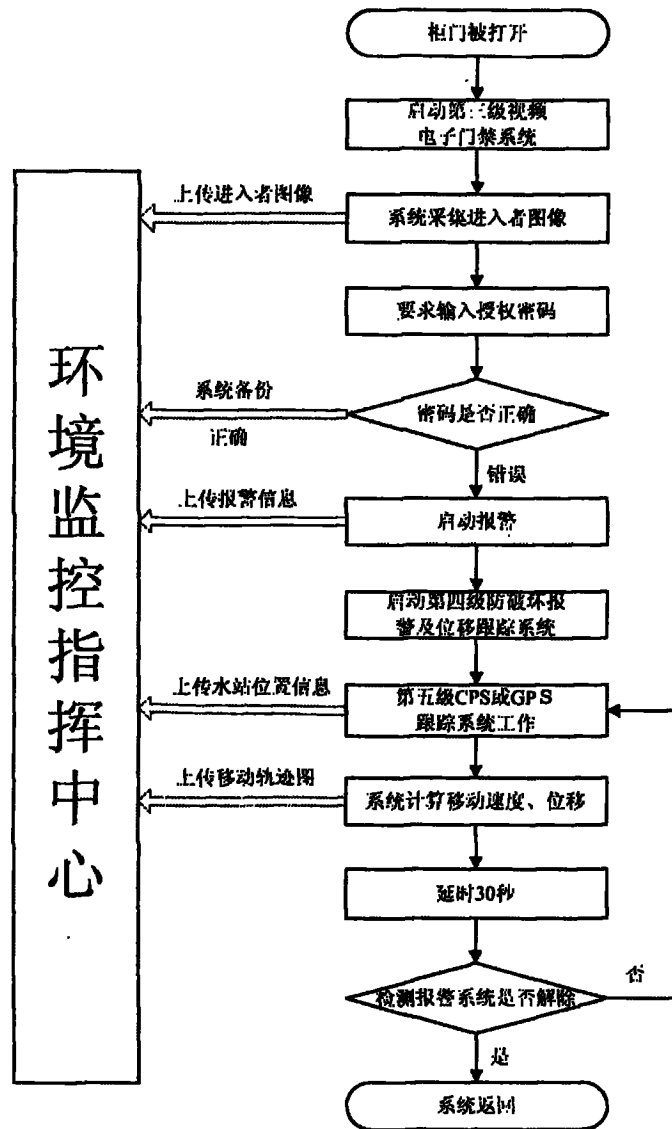 柜门被打开
启动第三级视频
电子门禁系统
上传进入者图像
系统采集进入者图像
要求输入授权密码
系统备份
正确
密码是否正确
错误
上传报警信息
启动报警
启动第四级防破坏报
警及位移跟踪系统
上传水站位置信息
第五级CPS或GPS
跟踪系统工作
上传移动轨迹图
系统计算移动速度、位移
延时30秒
检测报警系统是否解除
否
是
系统返回
环境监控指挥中心